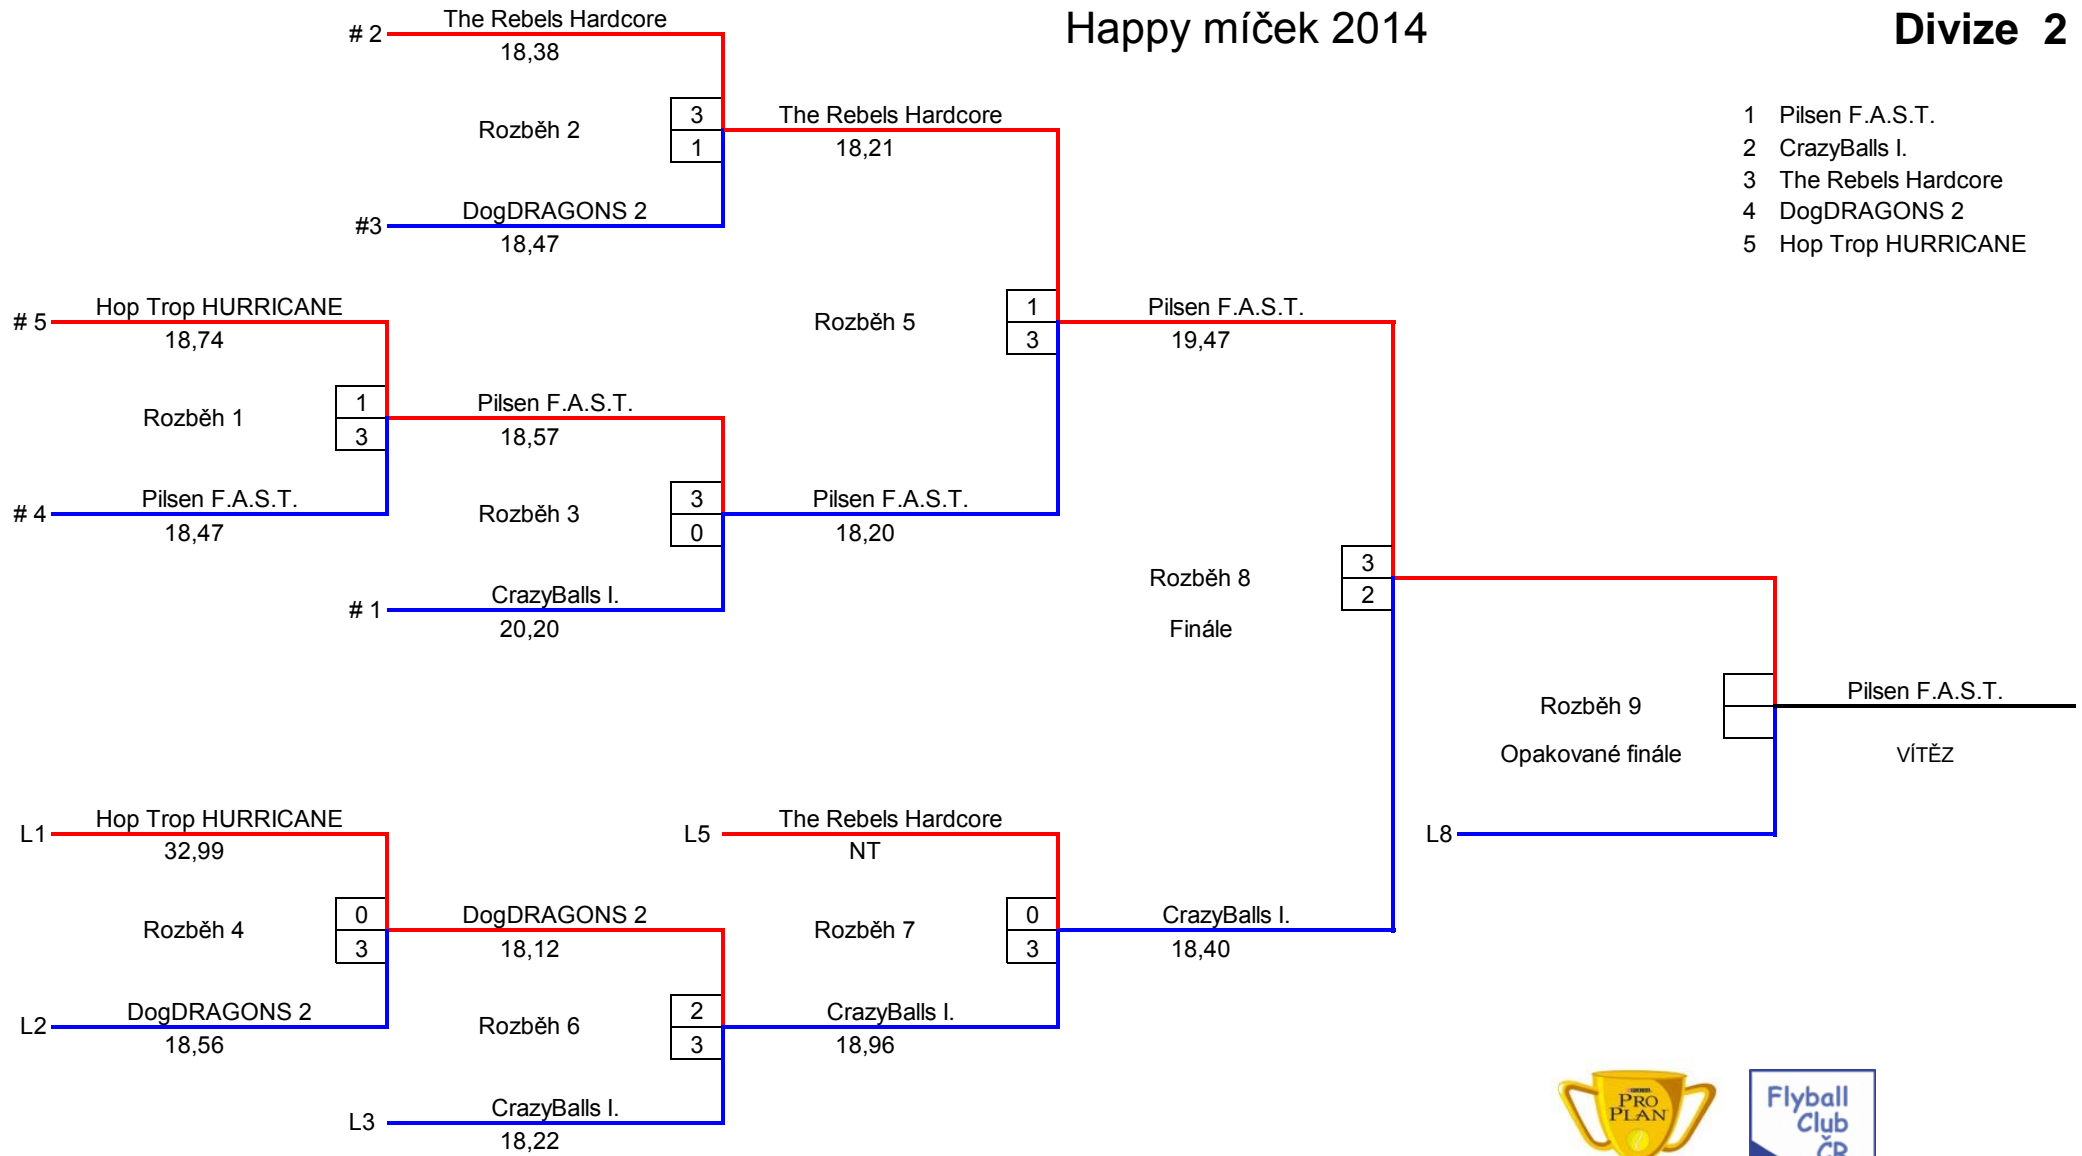 Happy míček 2014
Divize 2
The Rebels Hardcore
# 2
18,38
Rozběh 2
3
1
The Rebels Hardcore
18,21
DogDRAGONS 2
#3
18,47
1 Pilsen F.A.S.T.
2 CrazyBalls I.
3 The Rebels Hardcore
4 DogDRAGONS 2
5 Hop Trop HURRICANE
Hop Trop HURRICANE
# 5
18,74
Rozběh 5
1
3
Pilsen F.A.S.T.
19,47
Rozběh 1
1
3
Pilsen F.A.S.T.
18,57
Pilsen F.A.S.T.
# 4
18,47
Rozběh 3
3
0
Pilsen F.A.S.T.
18,20
CrazyBalls I.
# 1
20,20
Rozběh 8
3
2
Finále
Rozběh 9
Opakované finále
Pilsen F.A.S.T.
VÍTĚZ
L8
Hop Trop HURRICANE
L1
32,99
The Rebels Hardcore
L5
NT
Rozběh 4
0
3
DogDRAGONS 2
18,12
Rozběh 7
0
3
CrazyBalls I.
18,40
DogDRAGONS 2
L2
18,56
Rozběh 6
2
3
CrazyBalls I.
18,96
CrazyBalls I.
L3
18,22
PRO
PLAN
Flyball
Club
ČR